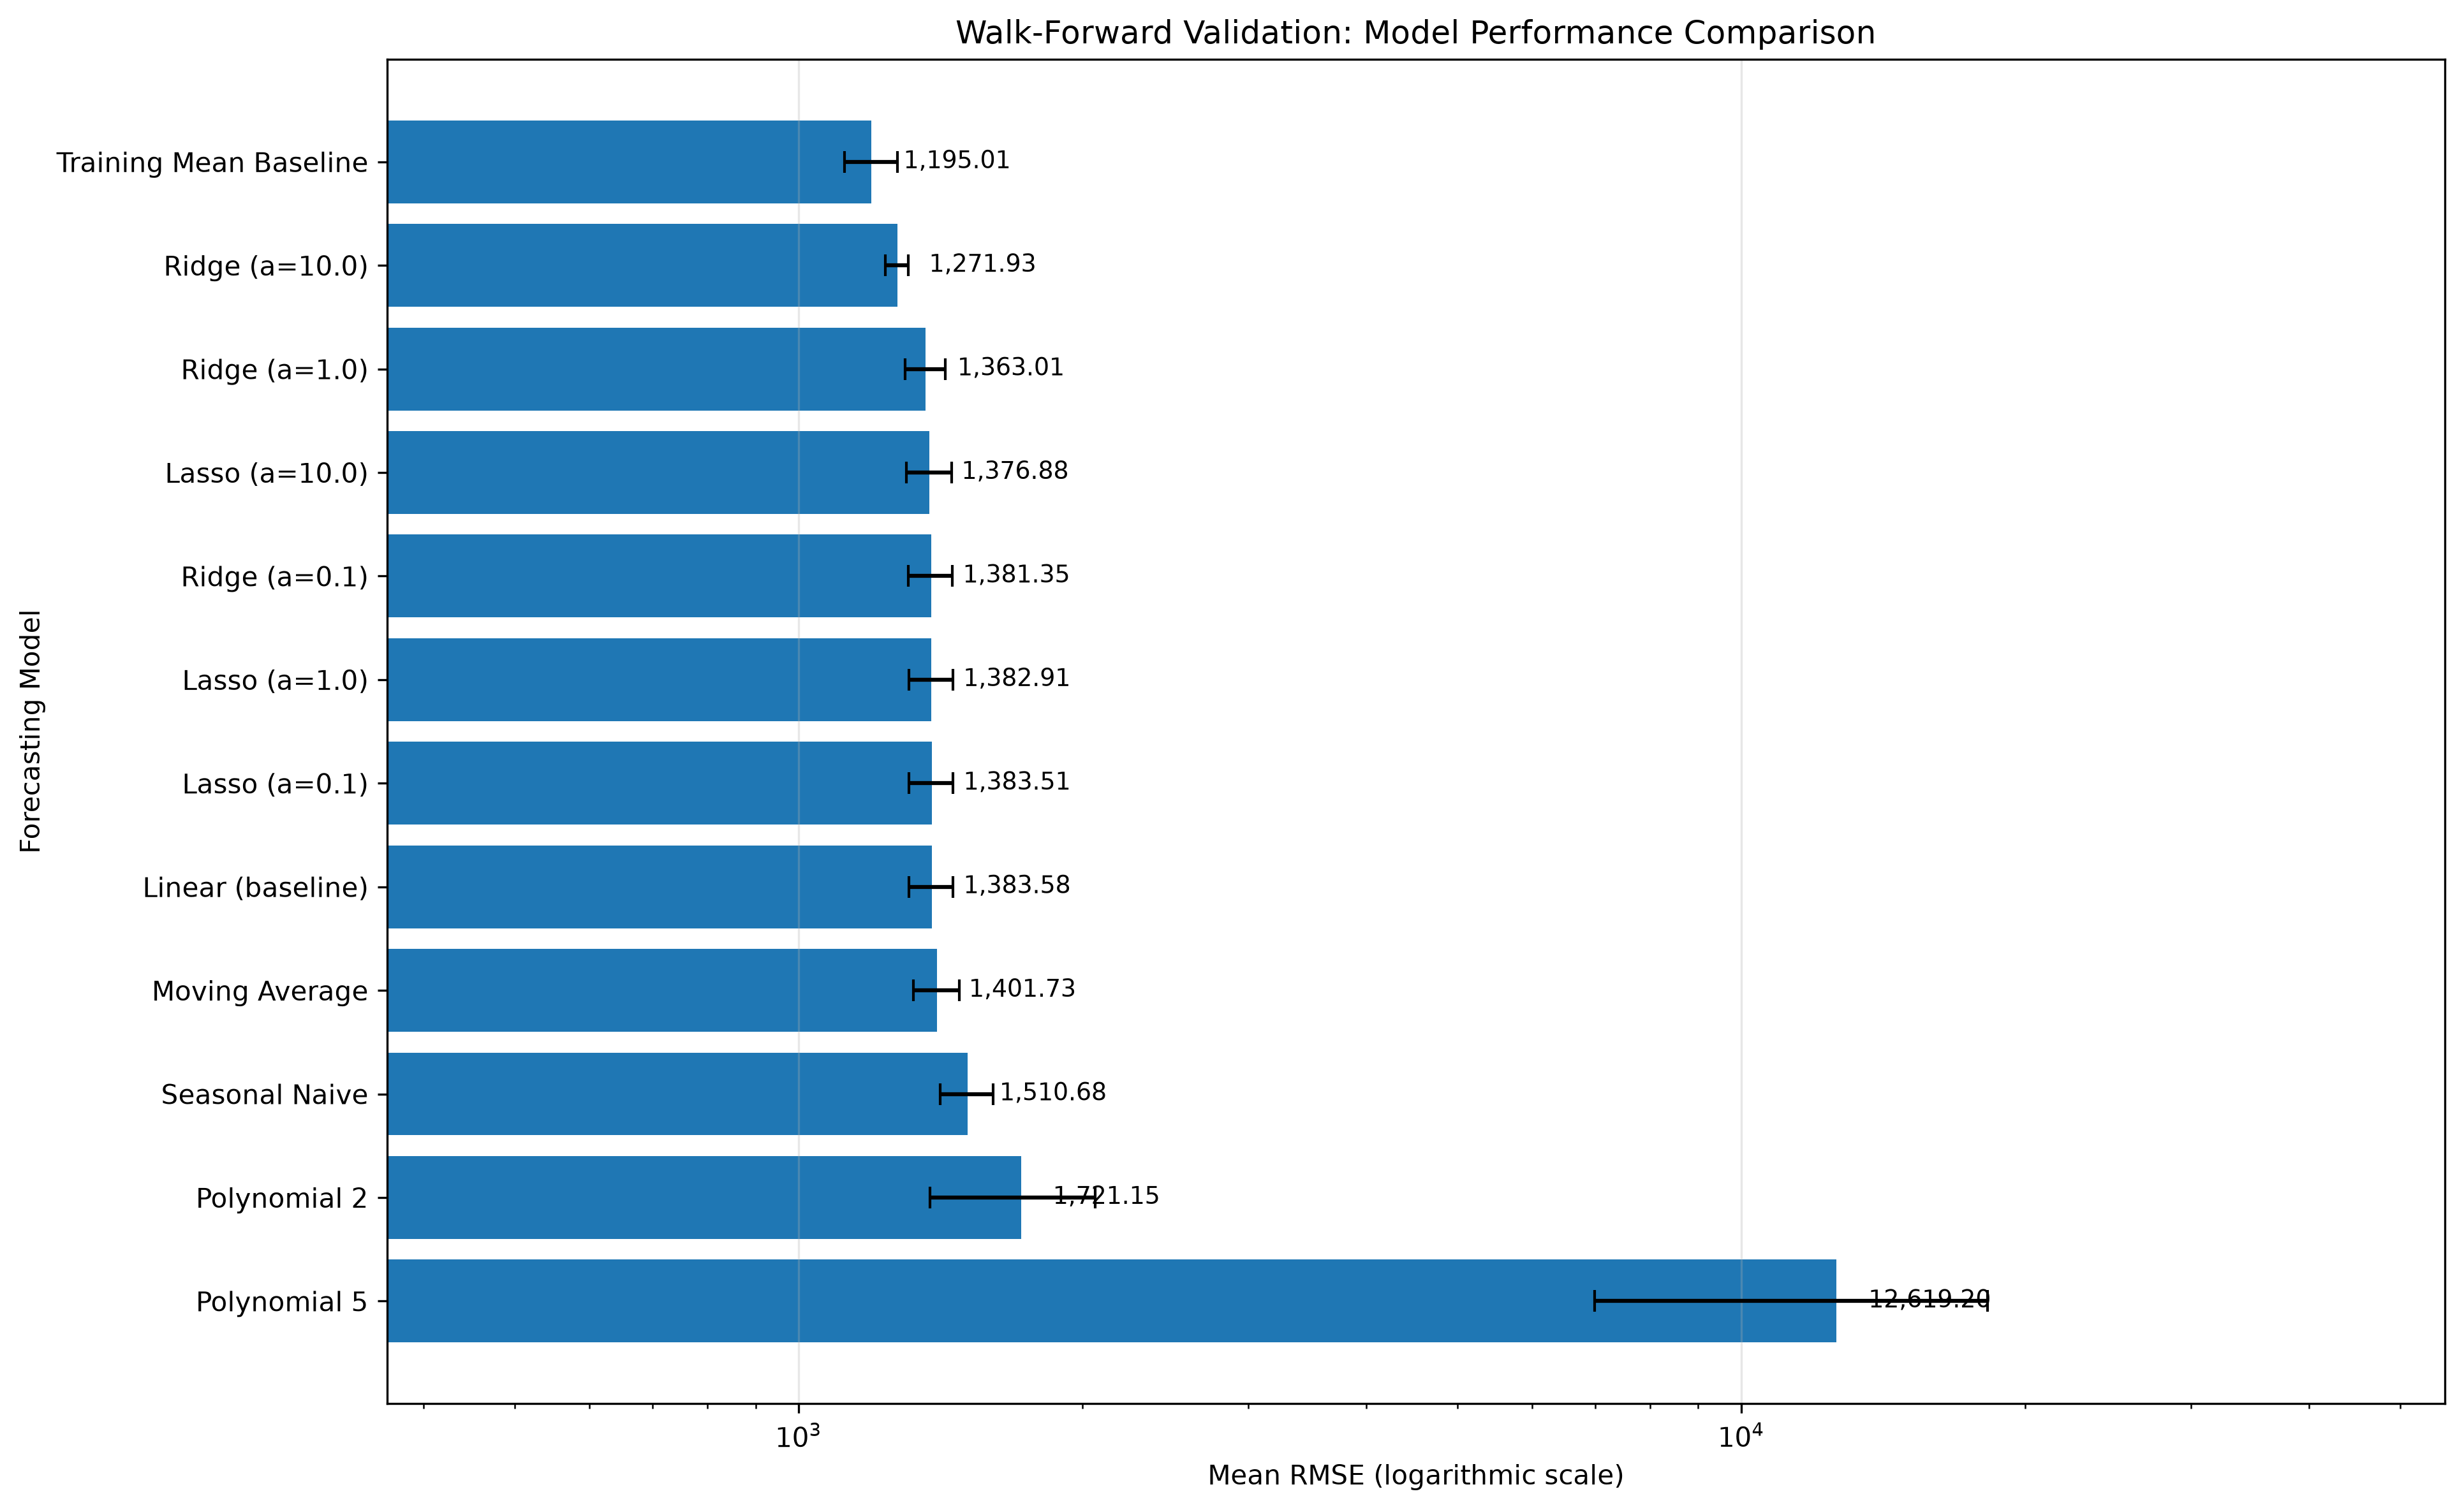 Walk-Forward Validation: Model Performance Comparison
Forecasting Model
Training Mean Baseline 1,195.01
Ridge (a=10.0) 1,271.93
Ridge (a=1.0) 1,363.01
Lasso (a=10.0) 1,376.88
Ridge (a=0.1) 1,381.35
Lasso (a=1.0) 1,382.91
Lasso (a=0.1) 1,383.51
Linear (baseline) 1,383.58
Moving Average 1,401.73
Seasonal Naive 1,510.68
Polynomial 2 1,721.15
Polynomial 5 12,619.20
10³ 10⁴
Mean RMSE (logarithmic scale)